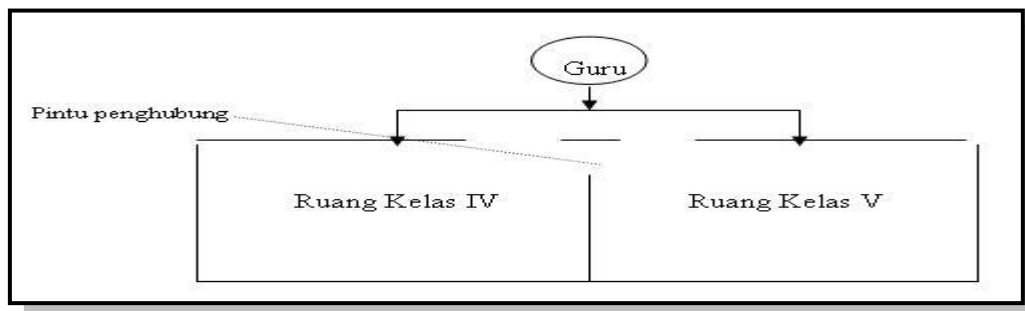 Guru
Pintu penghubung
Ruang Kelas IV
Ruang Kelas V